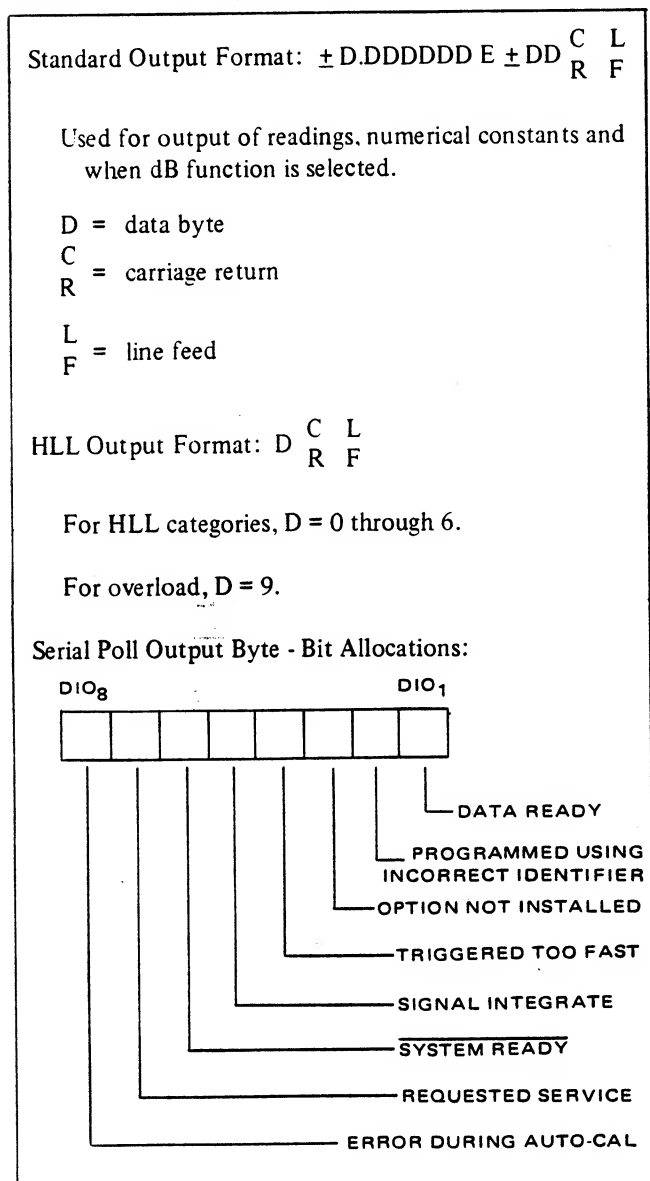 Standard Output Format: ± D.DDDDDD E ± DD C L
R F
Used for output of readings, numerical constants and
when dB function is selected.
D = data byte
C
R = carriage return
L
F = line feed
HLL Output Format: D C L
R F
For HLL categories, D = 0 through 6.
For overload, D = 9.
Serial Poll Output Byte - Bit Allocations:
DIO8 DIO1
DATA READY
PROGRAMMED USING
INCORRECT IDENTIFIER
OPTION NOT INSTALLED
TRIGGERED TOO FAST
SIGNAL INTEGRATE
SYSTEM READY
REQUESTED SERVICE
ERROR DURING AUTO-CAL